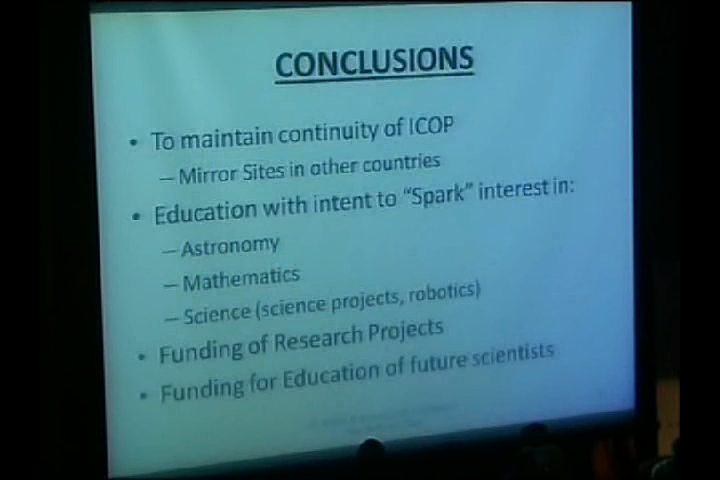 CONCLUSIONS
• To maintain continuity of ICOP
– Mirror Sites in other countries
• Education with intent to “Spark” interest in:
– Astronomy
– Mathematics
– Science (science projects, robotics)
• Funding of Research Projects
• Funding for Education of future scientists